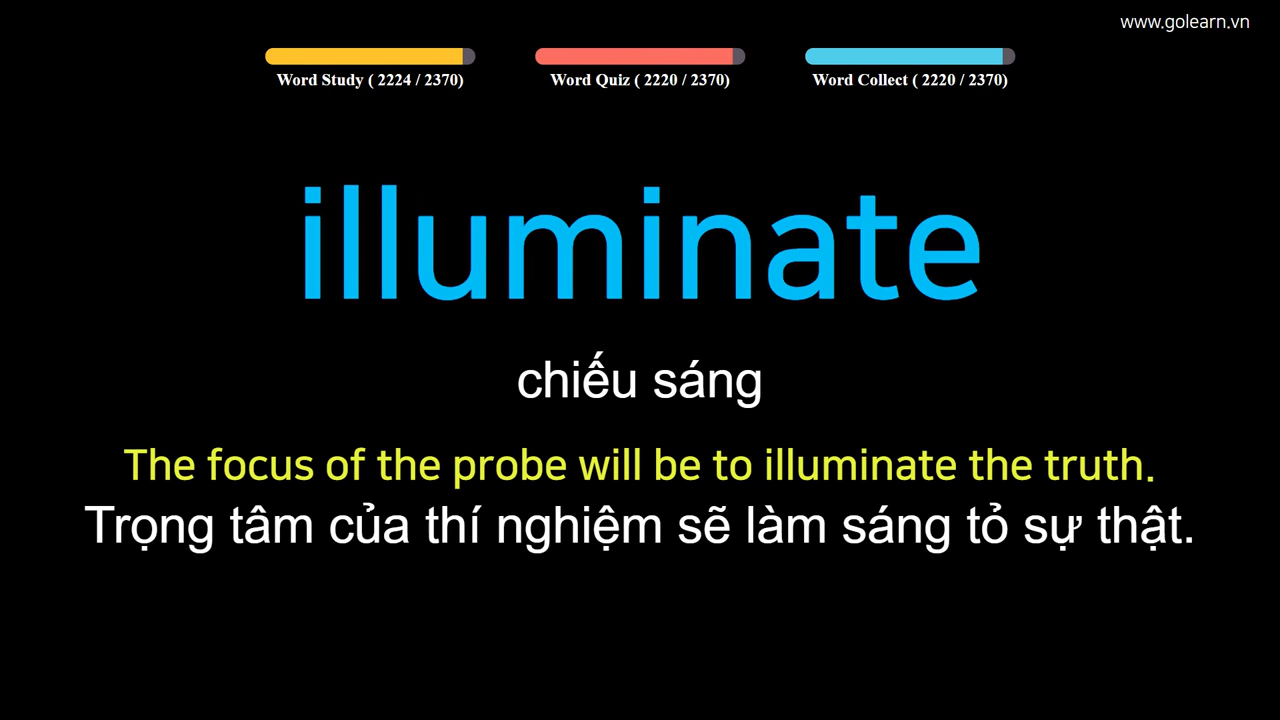 www.golearn.vn
Word Study ( 2224 / 2370) Word Quiz ( 2220 / 2370) Word Collect ( 2220 / 2370)
illuminate
chiếu sáng
The focus of the probe will be to illuminate the truth.
Trọng tâm của thí nghiệm sẽ làm sáng tỏ sự thật.